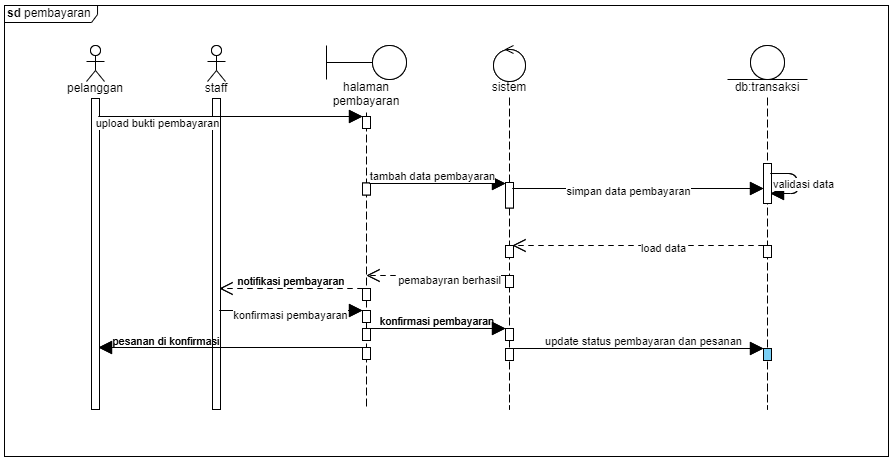 sd pembayaran
pelanggan
staff
halaman
pembayaran
sistem
db:transaksi
upload bukti pembayaran
tambah data pembayaran
simpan data pembayaran
validasi data
load data
pemabayran berhasil
notifikasi pembayaran
konfirmasi pembayaran
konfirmasi pembayaran
pesanan di konfirmasi
update status pembayaran dan pesanan